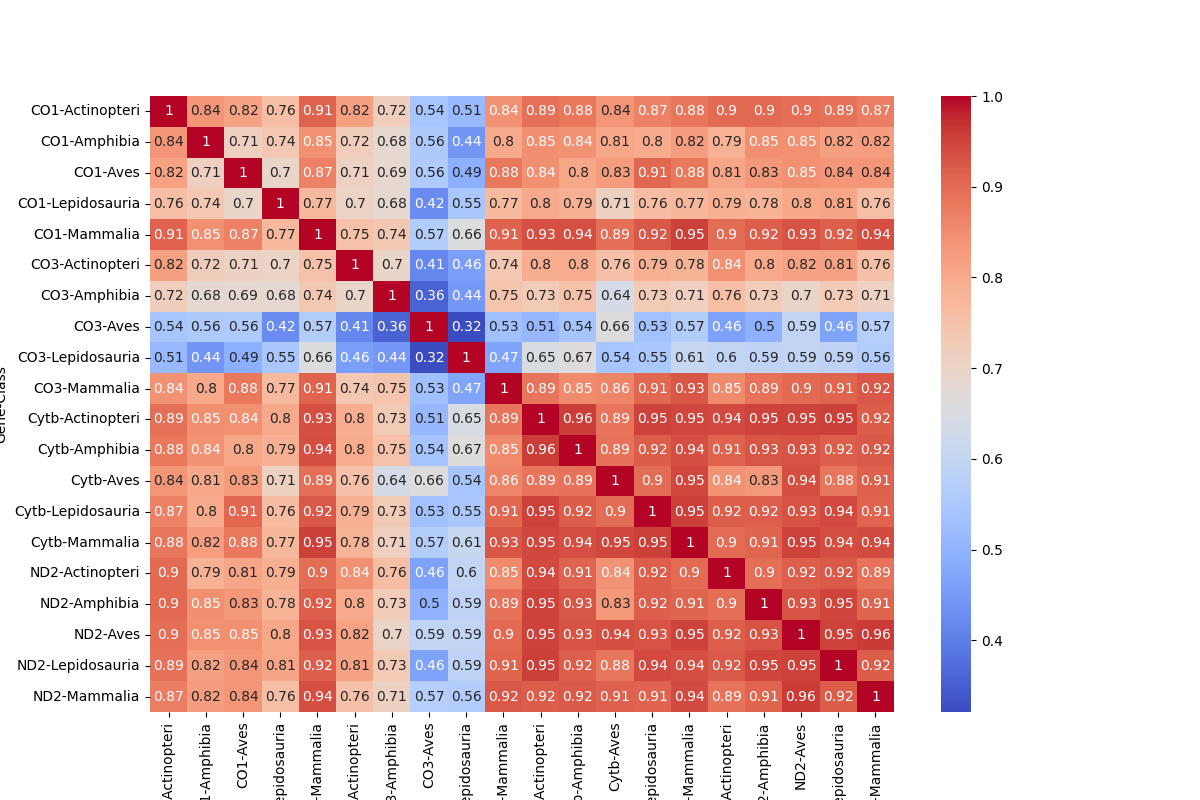 CO1-Actinopteri 1 0.84 0.82 0.76 0.91 0.82 0.72 0.54 0.51 0.84 0.89 0.88 0.84 0.87 0.88 0.9 0.9 0.9 0.89 0.87
CO1-Amphibia 0.84 1 0.71 0.74 0.85 0.72 0.68 0.56 0.44 0.8 0.85 0.84 0.81 0.8 0.82 0.79 0.85 0.85 0.82 0.82
CO1-Aves 0.82 0.71 1 0.7 0.87 0.71 0.69 0.56 0.49 0.88 0.84 0.8 0.83 0.91 0.88 0.81 0.83 0.85 0.84 0.84
CO1-Lepidosauria 0.76 0.74 0.7 1 0.77 0.7 0.68 0.42 0.55 0.77 0.8 0.79 0.71 0.76 0.77 0.79 0.78 0.8 0.81 0.76
CO1-Mammalia 0.91 0.85 0.87 0.77 1 0.75 0.74 0.57 0.66 0.91 0.93 0.94 0.89 0.92 0.95 0.9 0.92 0.93 0.92 0.94
CO3-Actinopteri 0.82 0.72 0.71 0.7 0.75 1 0.7 0.41 0.46 0.74 0.8 0.8 0.76 0.79 0.78 0.84 0.8 0.82 0.81 0.76
CO3-Amphibia 0.72 0.68 0.69 0.68 0.74 0.7 1 0.36 0.44 0.75 0.73 0.75 0.64 0.73 0.71 0.76 0.73 0.7 0.73 0.71
CO3-Aves 0.54 0.56 0.56 0.42 0.57 0.41 0.36 1 0.32 0.53 0.51 0.54 0.66 0.53 0.57 0.46 0.5 0.59 0.46 0.57
CO3-Lepidosauria 0.51 0.44 0.49 0.55 0.66 0.46 0.44 0.32 1 0.47 0.65 0.67 0.54 0.55 0.61 0.6 0.59 0.59 0.59 0.56
CO3-Mammalia 0.84 0.8 0.88 0.77 0.91 0.74 0.75 0.53 0.47 1 0.89 0.85 0.86 0.91 0.93 0.85 0.89 0.9 0.91 0.92
Cytb-Actinopteri 0.89 0.85 0.84 0.8 0.93 0.8 0.73 0.51 0.65 0.89 1 0.96 0.89 0.95 0.95 0.94 0.95 0.95 0.95 0.92
Cytb-Amphibia 0.88 0.84 0.8 0.79 0.94 0.8 0.75 0.54 0.67 0.85 0.96 1 0.89 0.92 0.94 0.91 0.93 0.93 0.92 0.92
Cytb-Aves 0.84 0.81 0.83 0.71 0.89 0.76 0.64 0.66 0.54 0.86 0.89 0.89 1 0.9 0.95 0.84 0.83 0.94 0.88 0.91
Cytb-Lepidosauria 0.87 0.8 0.91 0.76 0.92 0.79 0.73 0.53 0.55 0.91 0.95 0.92 0.9 1 0.95 0.92 0.92 0.93 0.94 0.91
Cytb-Mammalia 0.88 0.82 0.88 0.77 0.95 0.78 0.71 0.57 0.61 0.93 0.95 0.94 0.95 0.95 1 0.9 0.91 0.95 0.94 0.94
ND2-Actinopteri 0.9 0.79 0.81 0.79 0.9 0.84 0.76 0.46 0.6 0.85 0.94 0.91 0.84 0.92 0.9 1 0.9 0.92 0.92 0.89
ND2-Amphibia 0.9 0.85 0.83 0.78 0.92 0.8 0.73 0.5 0.59 0.89 0.95 0.93 0.83 0.92 0.91 0.9 1 0.93 0.95 0.91
ND2-Aves 0.9 0.85 0.85 0.8 0.93 0.82 0.7 0.59 0.59 0.9 0.95 0.93 0.94 0.93 0.95 0.92 0.93 1 0.95 0.96
ND2-Lepidosauria 0.89 0.82 0.84 0.81 0.92 0.81 0.73 0.46 0.59 0.91 0.95 0.92 0.88 0.94 0.94 0.92 0.95 0.95 1 0.92
ND2-Mammalia 0.87 0.82 0.84 0.76 0.94 0.76 0.71 0.57 0.56 0.92 0.92 0.92 0.91 0.91 0.94 0.89 0.91 0.96 0.92 1
Actinopteri
1-Amphibia
CO1-Aves
epidosauria
-Mammalia
Actinopteri
3-Amphibia
CO3-Aves
epidosauria
-Mammalia
Actinopteri
b-Amphibia
Cytb-Aves
epidosauria
-Mammalia
Actinopteri
2-Amphibia
ND2-Aves
epidosauria
-Mammalia
1.0
0.9
0.8
0.7
0.6
0.5
0.4